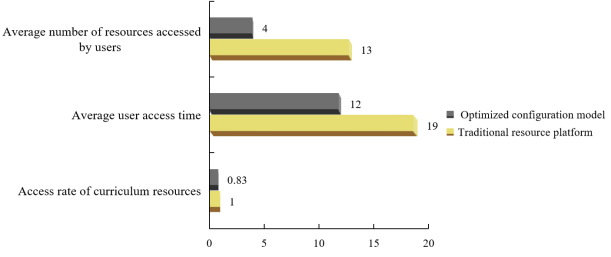 Average number of resources accessed
by users
4
13
Average user access time
12
19
Access rate of curriculum resources
0.83
1
Optimized configuration model
Traditional resource platform
0 5 10 15 20